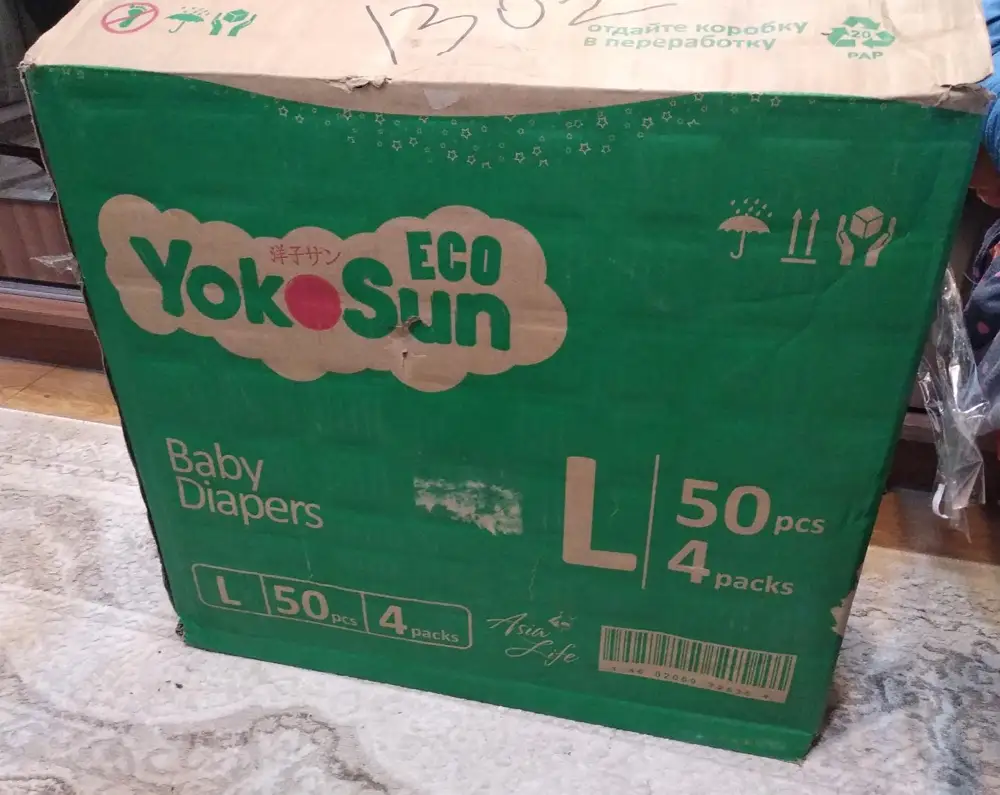 1302
отдайте коробку
в переработку
20
PAP
洋子サン
ECO
YokoSun
Baby
Diapers
L
50 pcs
4 packs
L 50 pcs 4 packs
Asia
Life